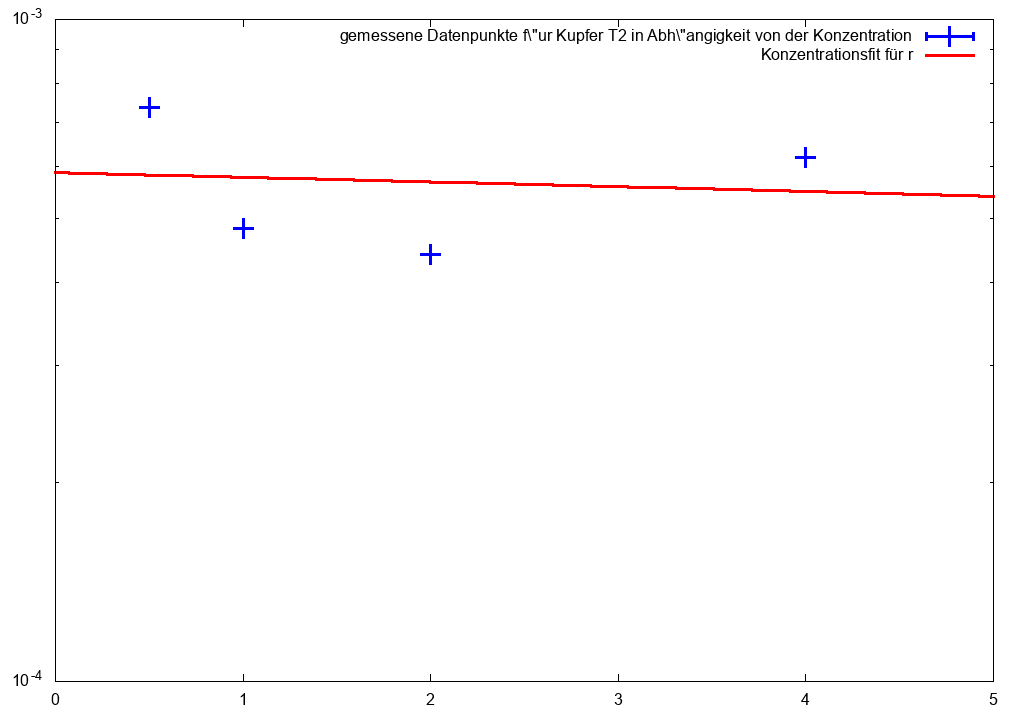 10-3
gemessene Datenpunkte f\"ur Kupfer T2 in Abh\"angigkeit von der Konzentration
Konzentrationsfit für r
10-4
0 1 2 3 4 5